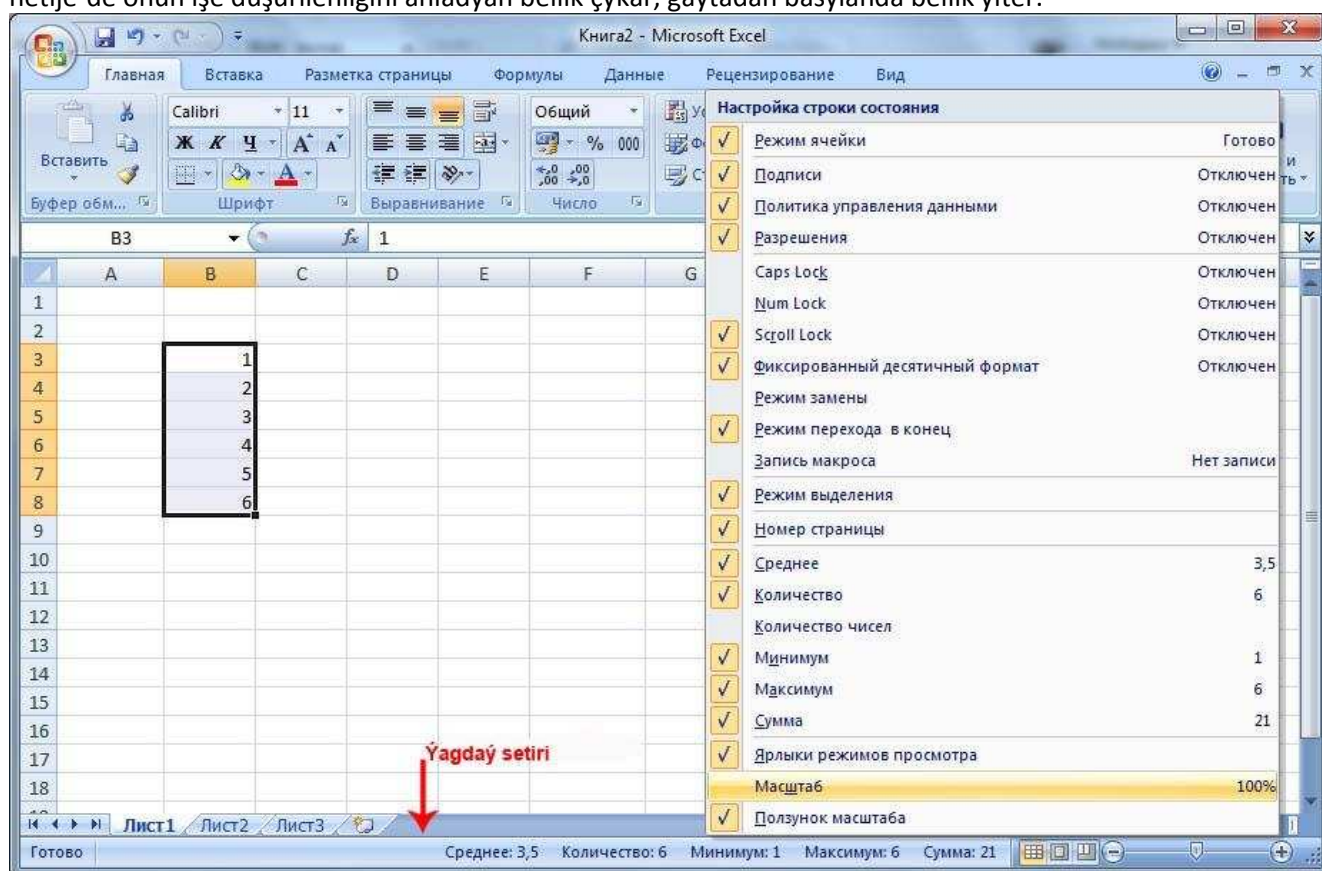 netije-de onuň işe düşürilenligini aňladýan bellik çykar, gaýtadan basylanda bellik ýiter.
Книга2 - Microsoft Excel
Главная Вставка Разметка страницы Формулы Данные Рецензирование Вид
Calibri 11 Общий
Ж К Ч А А % 000
Вставить
Буфер обм... Шрифт Выравнивание Число
B3 fx 1
A B C D E F G
1
2
3 1
4 2
5 3
6 4
7 5
8 6
9
10
11
12
13
14
15
16
17
18
Настройка строки состояния
Режим ячейки Готово
Подписи Отключен
Политика управления данными Отключен
Разрешения Отключен
Caps Lock Отключен
Num Lock Отключен
Scroll Lock Отключен
Фиксированный десятичный формат Отключен
Режим замены
Режим перехода в конец
Запись макроса Нет записи
Режим выделения
Номер страницы
Среднее 3,5
Количество 6
Количество чисел
Минимум 1
Максимум 6
Сумма 21
Ярлыки режимов просмотра
Масштаб 100%
Ползунок масштаба
Ýagdaý setiri
Лист1 Лист2 Лист3
Готово Среднее: 3,5 Количество: 6 Минимум: 1 Максимум: 6 Сумма: 21